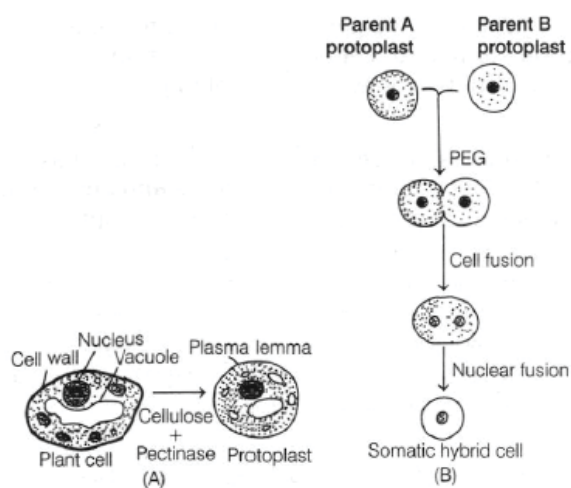 Parent A
protoplast
Parent B
protoplast
PEG
Cell fusion
Nuclear fusion
Somatic hybrid cell
(B)
Nucleus
Cell wall
Vacuole
Plant cell
Cellulose
+
Pectinase
Plasma lemma
Protoplast
(A)